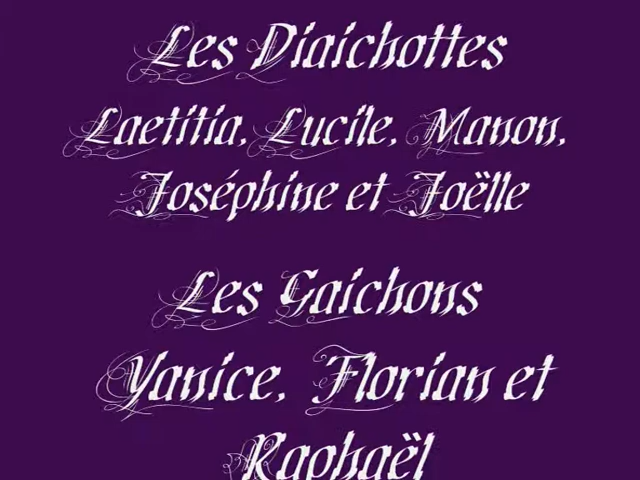 Les Diaichottes
Laetitia, Lucile, Manon,
Joséphine et Joëlle
Les Gaichons
Yanice, Florian et
Raphaël